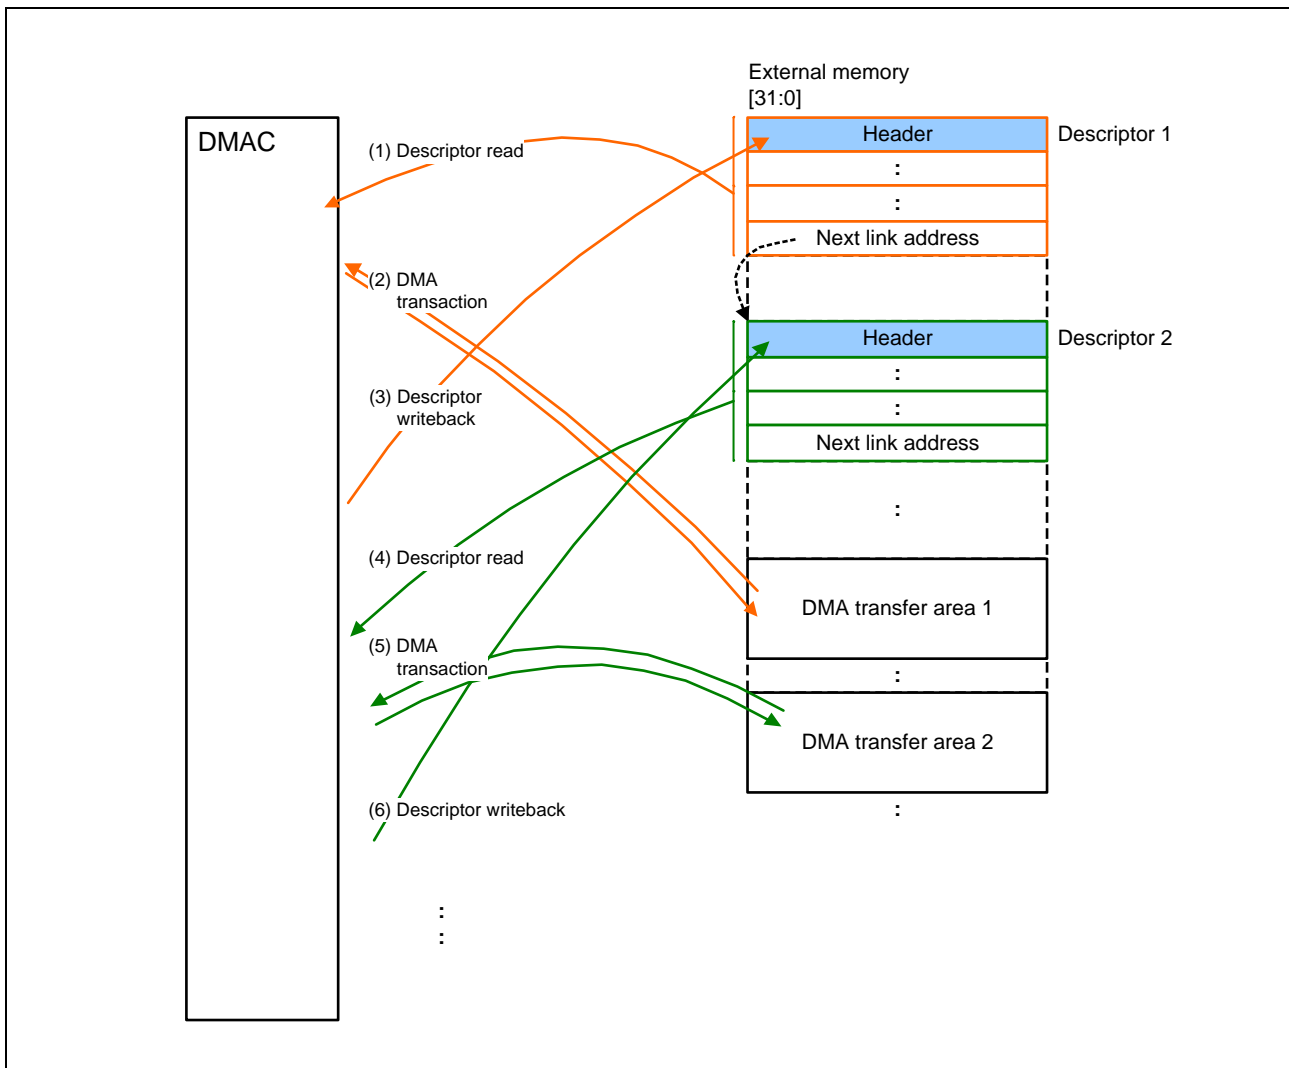 External memory
[31:0]
DMAC
Header
Descriptor 1
(1) Descriptor read
:
:
Next link address
(2) DMA
transaction
Header
Descriptor 2
:
(3) Descriptor
writeback
:
Next link address
:
(4) Descriptor read
DMA transfer area 1
(5) DMA
transaction
:
DMA transfer area 2
(6) Descriptor writeback
:
:
: